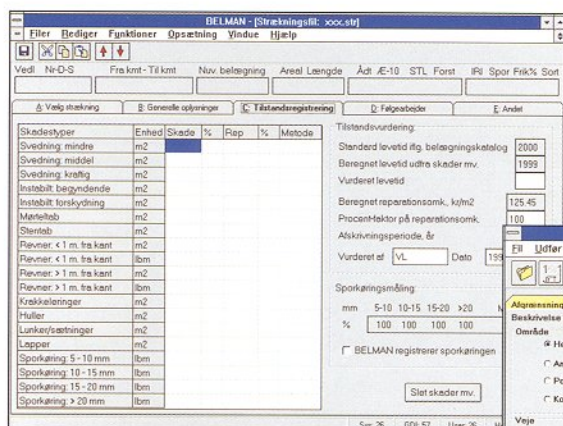 BELMAN - [Strækningsfil: xxx.str]
Filer Rediger Funktioner Opsætning Vindue Hjælp
Vedl Nr-D-S Fra kmt - Til kmt Nuv. belægning Areal Længde Ådt Æ-10 STL Forst IRI Spor Frik% Sort
A: Vælg strækning B: Generelle oplysninger C: Tilstandsregistrering D: Følgearbejder E: Andet
Skadestyper Enhed Skade % Rep % Metode
Svedning: mindre m2
Svedning: middel m2
Svedning: kraftig m2
Instabilt: begyndende m2
Instabilt: forskydning m2
Mørteltab m2
Stentab m2
Revner: < 1 m. fra kant m2
Revner: < 1 m. fra kant lbm
Revner: > 1 m. fra kant m2
Revner: > 1 m. fra kant lbm
Krakkeleringer m2
Huller m2
Lunker/sætninger m2
Lapper m2
Sporkøring: 5 - 10 mm lbm
Sporkøring: 10 - 15 mm lbm
Sporkøring: 15 - 20 mm lbm
Sporkøring: > 20 mm lbm
Tilstandsvurdering:
Standard levetid iflg. belægningskatalog 2000
Beregnet levetid udfra skader mv. 1999
Vurderet levetid
Beregnet reparationsomk., kr/m2 125.45
Procentfaktor på reparationsomk. 100
Afskrivningsperiode, år
Vurderet af VL Dato 199
Sporkøringsmåling:
mm 5-10 10-15 15-20 >20
% 100 100 100 100
BELMAN registrerer sporkøringen
Slet skader mv.
Fil Udfør
Afgrænsning
Beskrivelse
Område
He
Veje